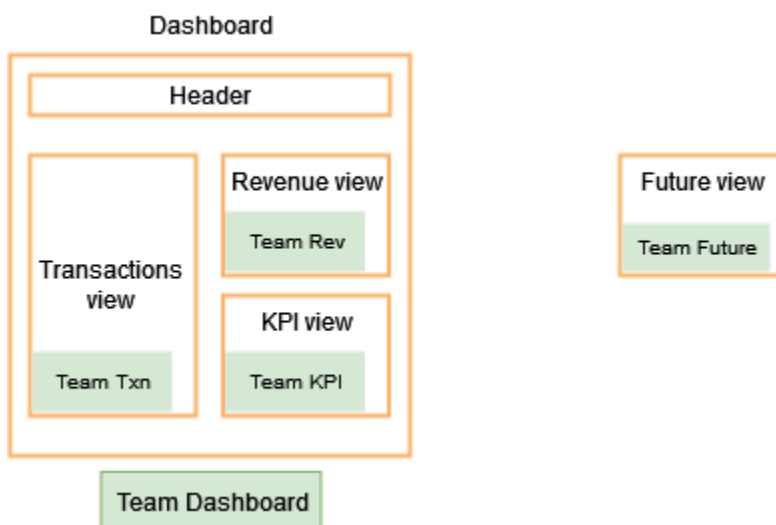 Dashboard
Header
Transactions
view
Team Txn
Revenue view
Team Rev
KPI view
Team KPI
Team Dashboard
Future view
Team Future